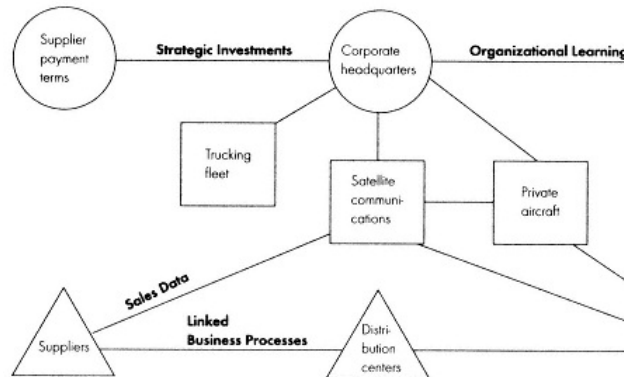 Supplier
payment
terms
Strategic Investments
Corporate
headquarters
Organizational Learning
Trucking
fleet
Satellite
communi-
cations
Private
aircraft
Sales Data
Suppliers
Linked
Business Processes
Distri-
bution
centers